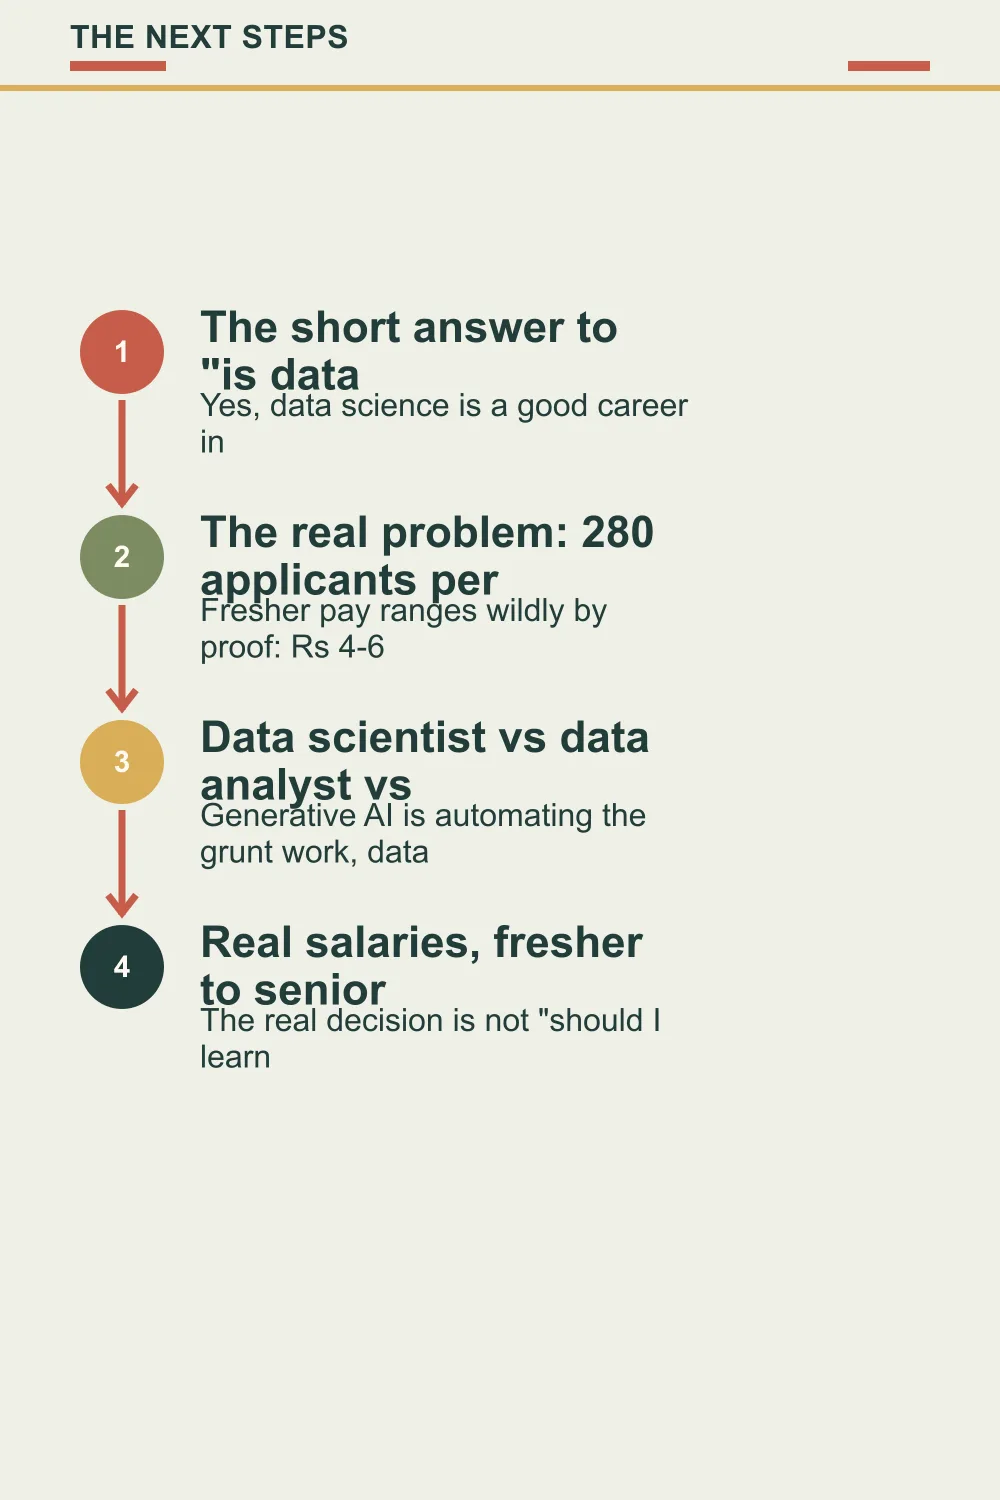 THE NEXT STEPS
1
The short answer to
"is data
Yes, data science is a good career
in
2
The real problem: 280
applicants per
Fresher pay ranges wildly by
proof: Rs 4-6
3
Data scientist vs data
analyst vs
Generative AI is automating the
grunt work, data
4
Real salaries, fresher
to senior
The real decision is not "should I
learn